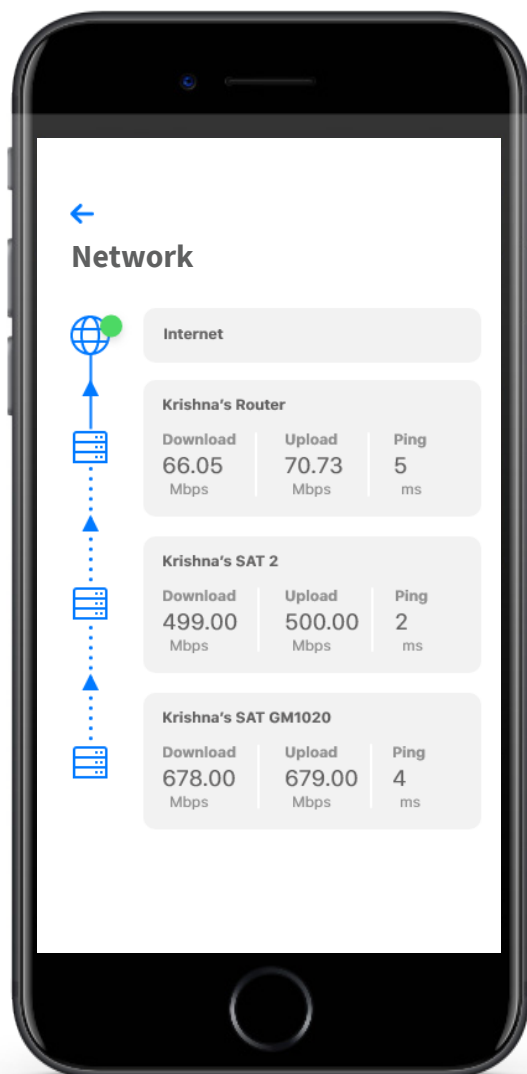 Network
Internet
Krishna's Router
Download Upload Ping
66.05 70.73 5
Mbps Mbps ms
Krishna's SAT 2
Download Upload Ping
499.00 500.00 2
Mbps Mbps ms
Krishna's SAT GM1020
Download Upload Ping
678.00 679.00 4
Mbps Mbps ms